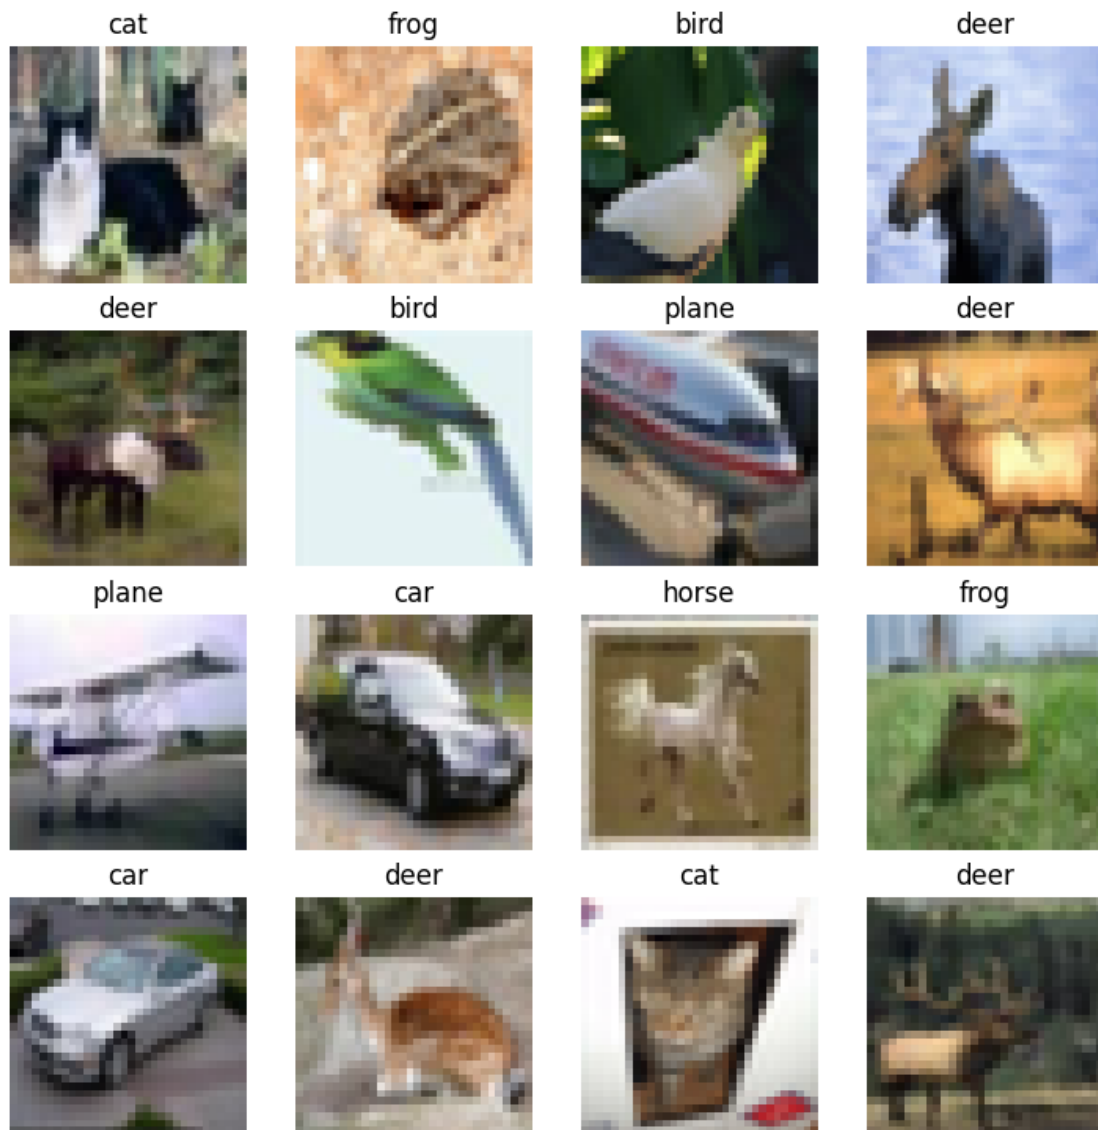 cat frog bird deer
deer bird plane deer
plane car horse frog
car deer cat deer